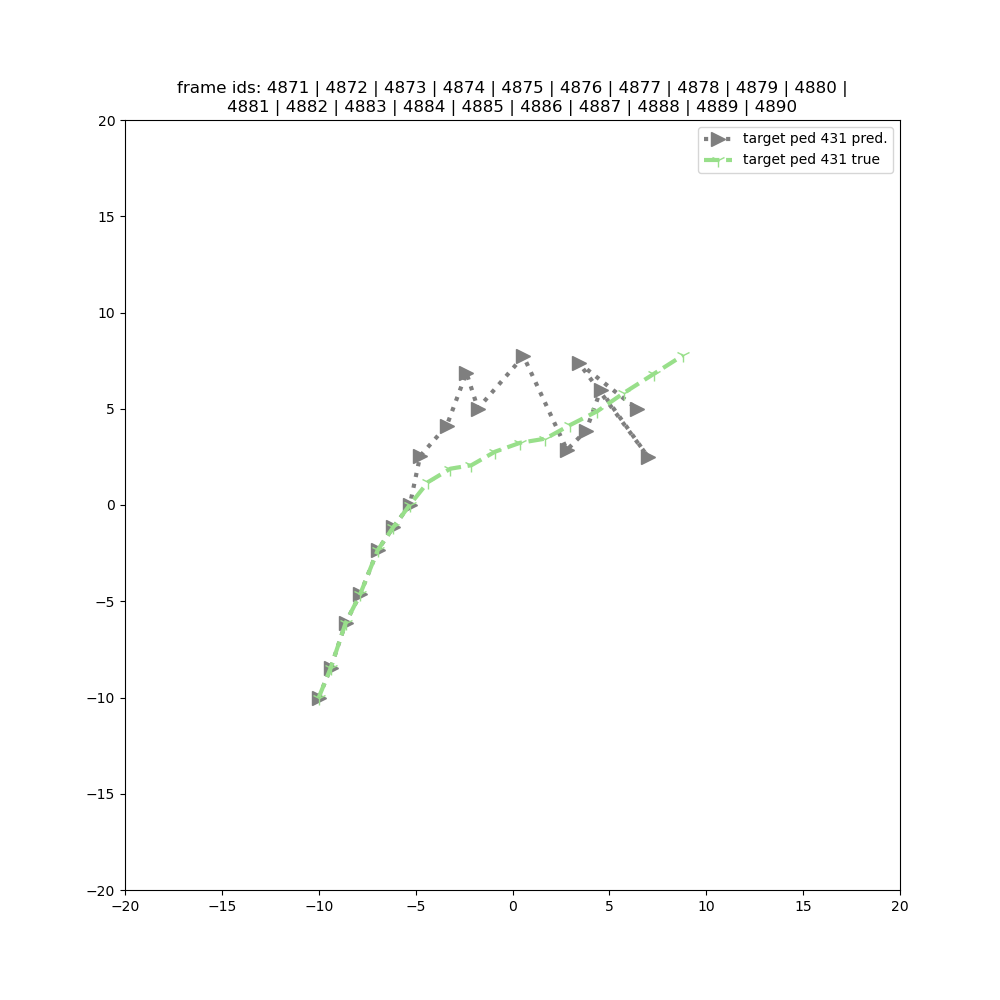 frame ids: 4871 | 4872 | 4873 | 4874 | 4875 | 4876 | 4877 | 4878 | 4879 | 4880 |
4881 | 4882 | 4883 | 4884 | 4885 | 4886 | 4887 | 4888 | 4889 | 4890
target ped 431 pred.
target ped 431 true
20
15
10
5
0
−5
−10
−15
−20
−20 −15 −10 −5 0 5 10 15 20